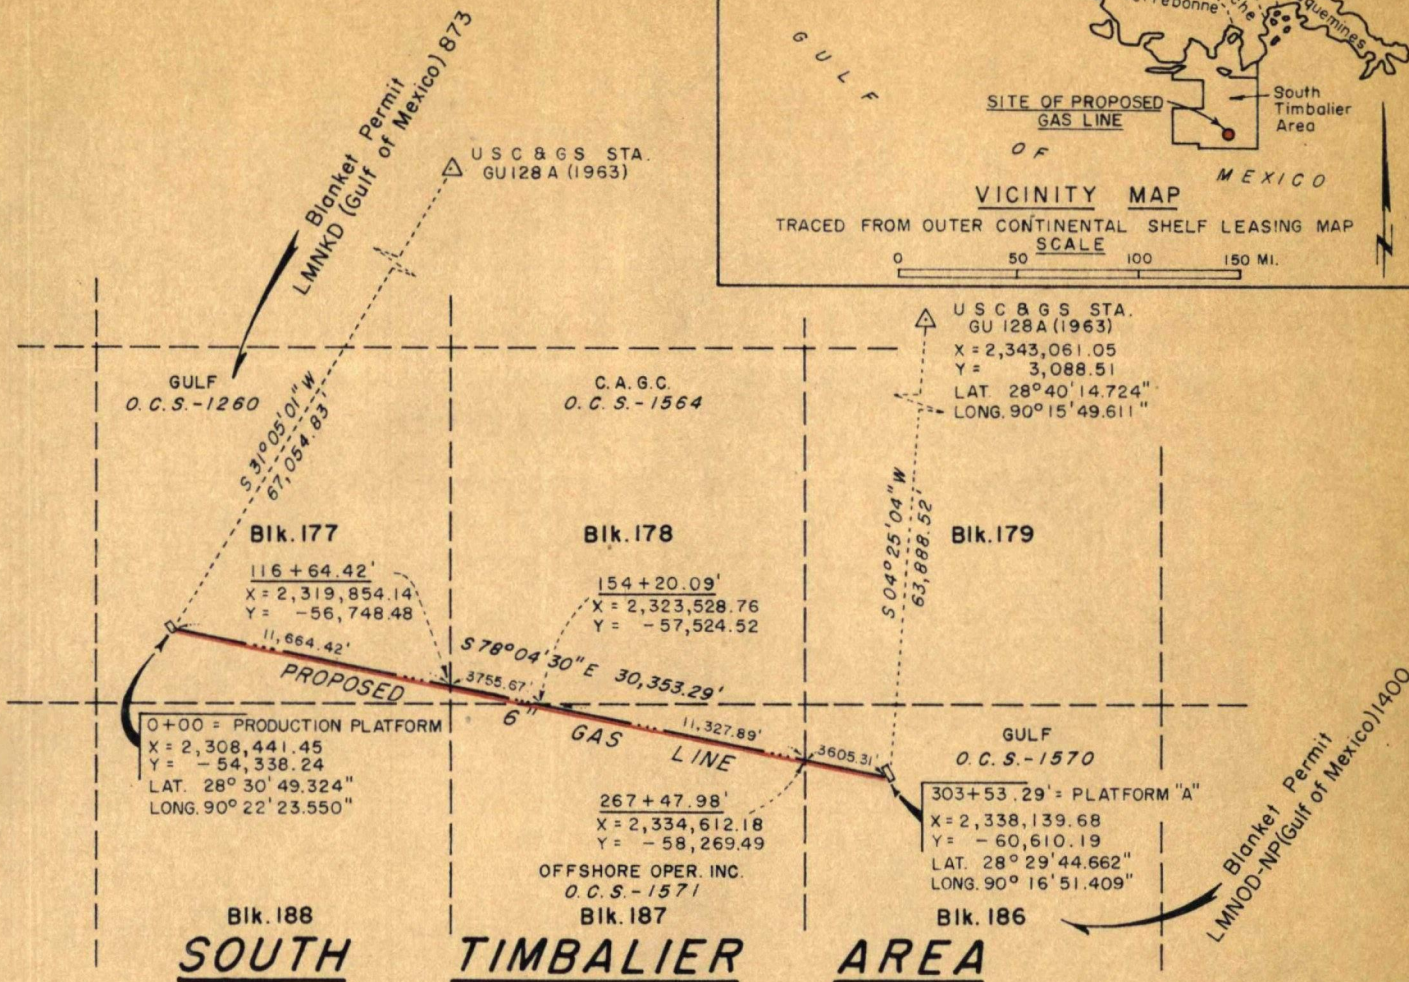 Blanket Permit
LMNKD (Gulf of Mexico) 873
U S C & G S STA.
GU 128 A (1963)
GULF
OF
MEXICO
SITE OF PROPOSED
GAS LINE
South
Timbalier
Area
VICINITY MAP
TRACED FROM OUTER CONTINENTAL SHELF LEASING MAP
SCALE
0 50 100 150 MI.
U S C & G S STA.
GU 128A (1963)
X = 2,343,061.05
Y = 3,088.51
LAT. 28° 40' 14.724"
LONG. 90° 15' 49.611"
GULF
O.C.S.-1260
C.A.G.C.
O.C.S.-1564
S 31° 05' 01" W
67,054.83'
S 04° 25' 04" W
63,888.52'
Blk. 177
Blk. 178
Blk. 179
116 + 64.42'
X = 2,319,854.14
Y = -56,748.48
154 + 20.09'
X = 2,323,528.76
Y = -57,524.52
11,664.42'
3755.67'
S 78° 04' 30" E 30,353.29'
11,327.89'
3605.31'
PROPOSED 6" GAS LINE
0+00 = PRODUCTION PLATFORM
X = 2,308,441.45
Y = -54,338.24
LAT. 28° 30' 49.324"
LONG. 90° 22' 23.550"
267 + 47.98'
X = 2,334,612.18
Y = -58,269.49
OFFSHORE OPER. INC.
O.C.S.-1571
GULF
O.C.S.-1570
303+53.29' = PLATFORM "A"
X = 2,338,139.68
Y = -60,610.19
LAT. 28° 29' 44.662"
LONG. 90° 16' 51.409"
Blanket Permit
LMNOD-NP(Gulf of Mexico)1400
Blk. 188
Blk. 187
Blk. 186
SOUTH TIMBALIER AREA